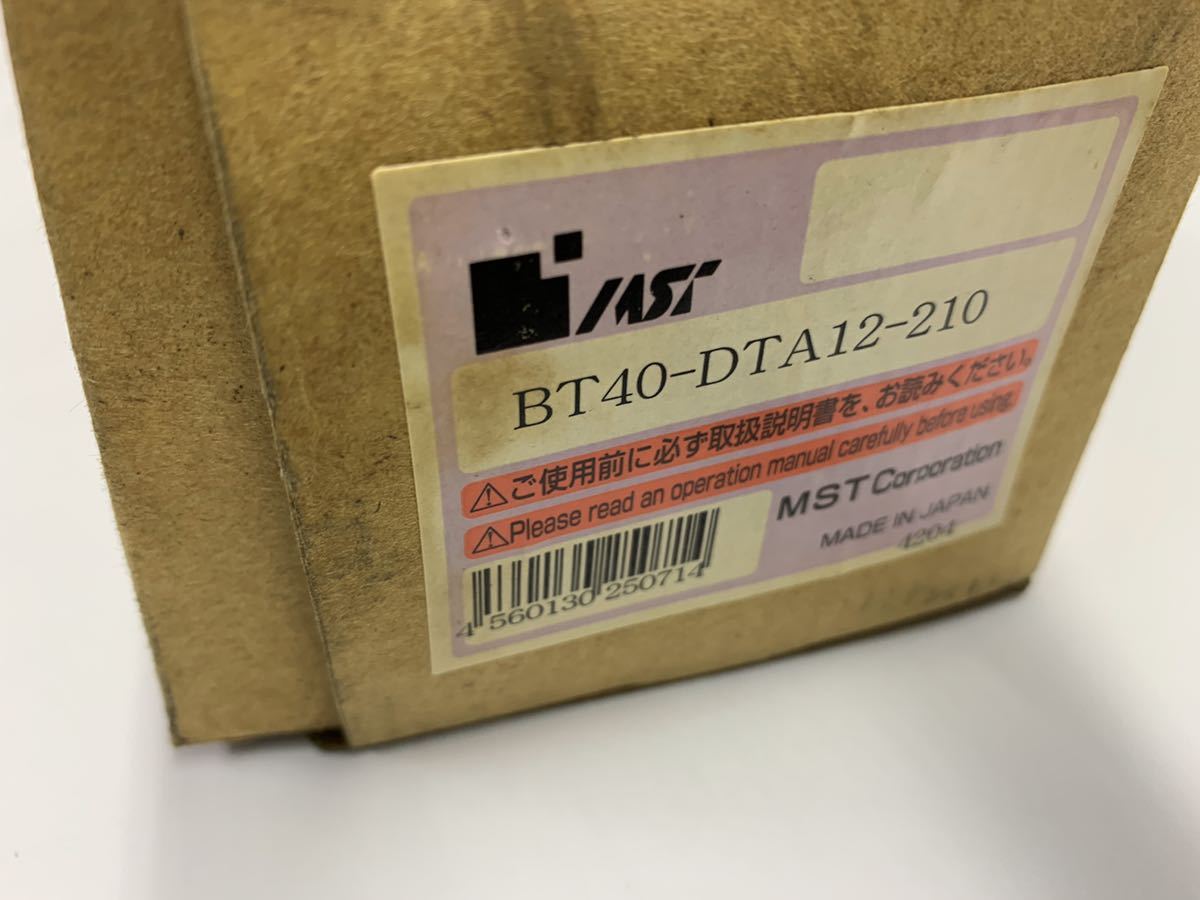 MST
BT40-DTA12-210
⚠ご使用前に必ず取扱説明書を、お読みください。
⚠Please read an operation manual carefully before using.
MST Corporation
MADE IN JAPAN
4204
4 560130 250714